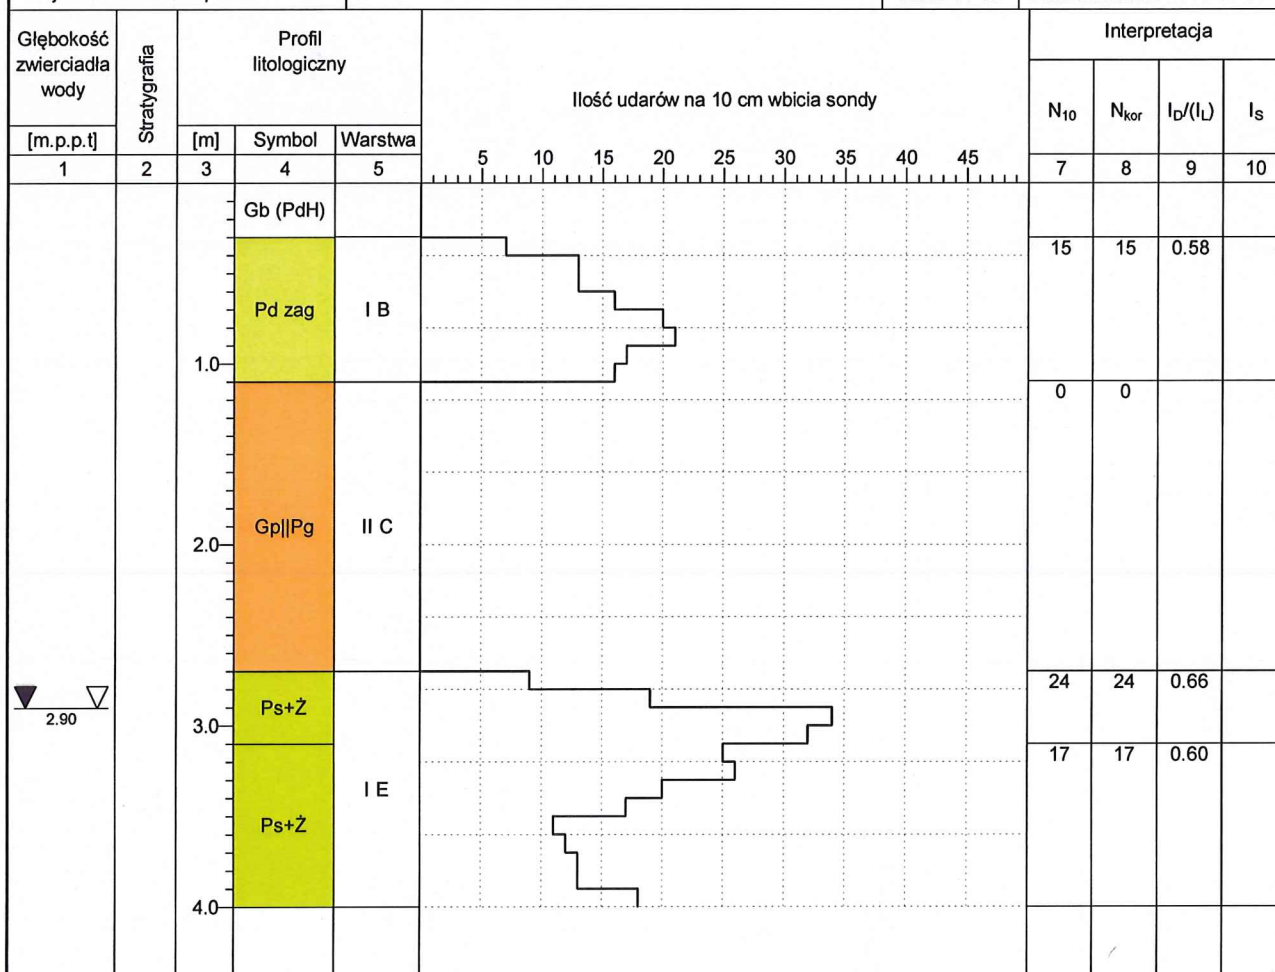 Głębokość
zwierciadła
wody
[m.p.p.t]
Stratygrafia
Profil
litologiczny
[m] Symbol Warstwa
Ilość udarów na 10 cm wbicia sondy
5 10 15 20 25 30 35 40 45
Interpretacja
N10 Nkor ID/(IL) IS
1 2 3 4 5 7 8 9 10
Gb (PdH)
15 15 0.58
Pd zag I B
1.0
0 0
Gp||Pg II C
2.0
24 24 0.66
Ps+Ż
2.90
3.0
17 17 0.60
I E
Ps+Ż
4.0